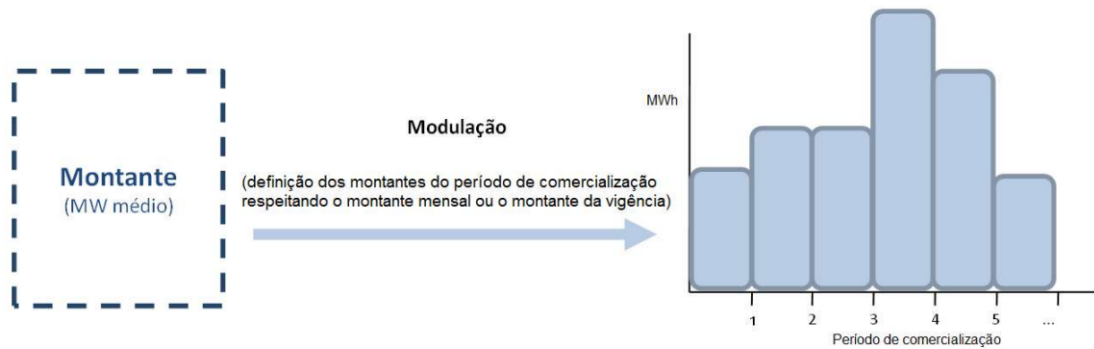 Montante
(MW médio)
Modulação
(definição dos montantes do período de comercialização
respeitando o montante mensal ou o montante da vigência)
MWh
1 2 3 4 5 ...
Período de comercialização